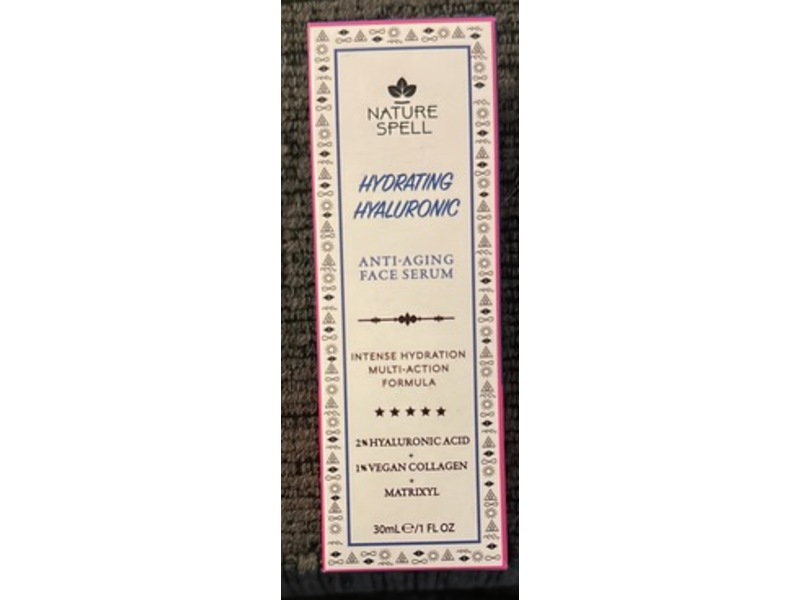 NATURE
SPELL
HYDRATING
HYALURONIC
ANTI-AGING
FACE SERUM
INTENSE HYDRATION
MULTI-ACTION
FORMULA
2% HYALURONIC ACID
+
1% VEGAN COLLAGEN
+
MATRIXYL
30mL℮/1 FL OZ